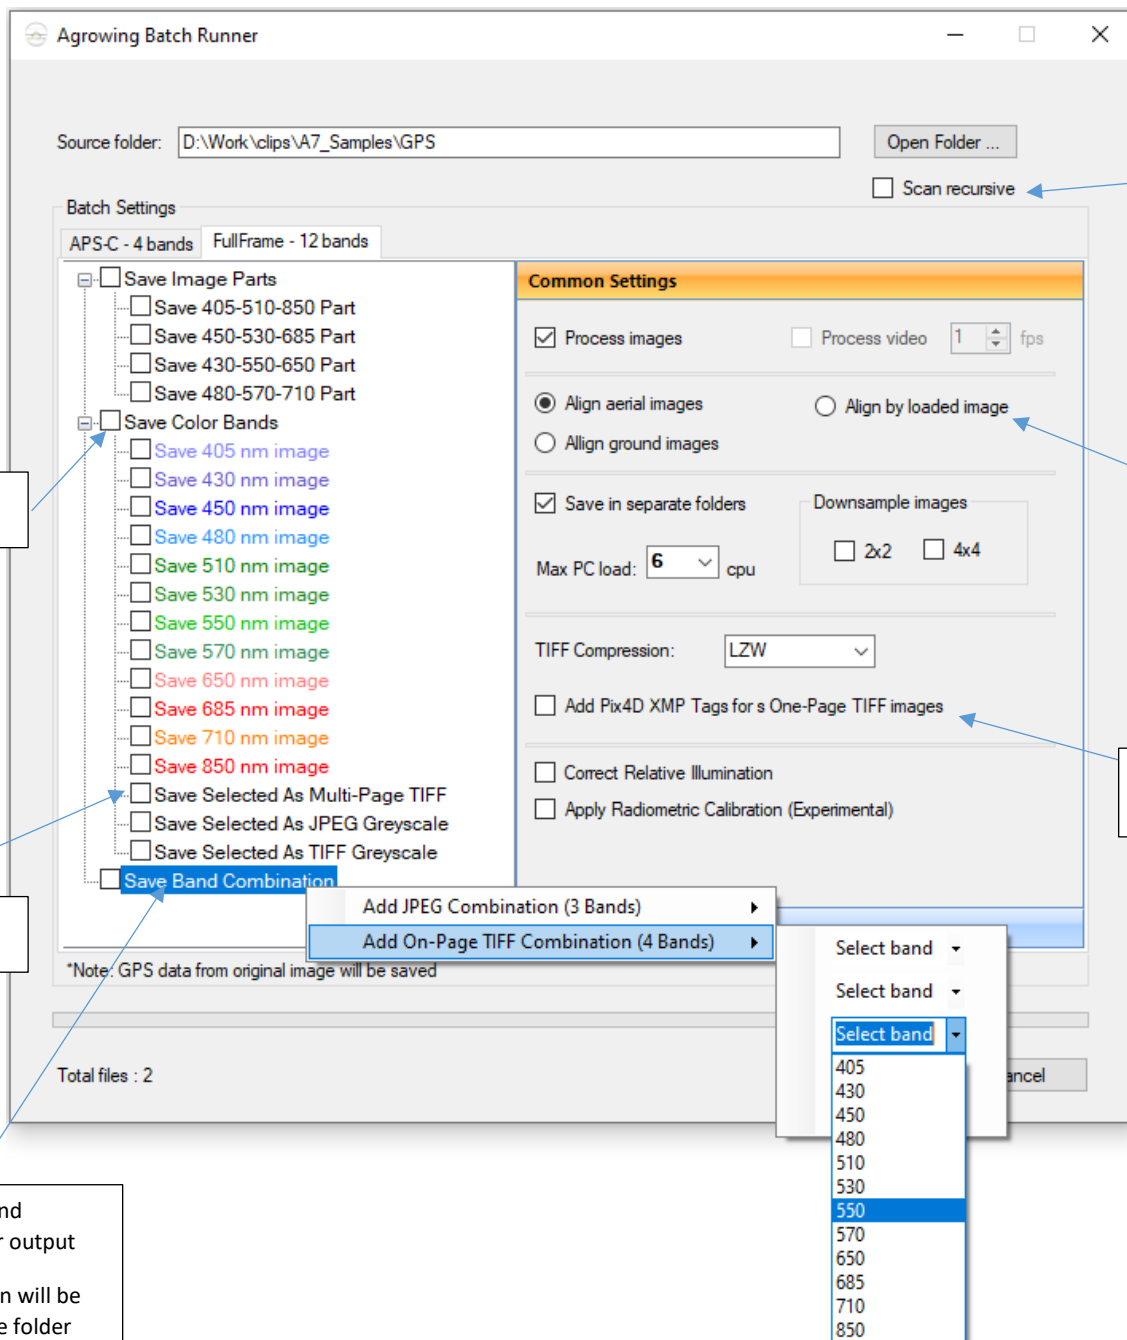 Agrowing Batch Runner
Source folder: D:\Work\clips\A7_Samples\GPS Open Folder ...
Scan recursive
Batch Settings
APS-C - 4 bands FullFrame - 12 bands
Save Image Parts
Save 405-510-850 Part
Save 450-530-685 Part
Save 430-550-650 Part
Save 480-570-710 Part
Save Color Bands
Save 405 nm image
Save 430 nm image
Save 450 nm image
Save 480 nm image
Save 510 nm image
Save 530 nm image
Save 550 nm image
Save 570 nm image
Save 650 nm image
Save 685 nm image
Save 710 nm image
Save 850 nm image
Save Selected As Multi-Page TIFF
Save Selected As JPEG Greyscale
Save Selected As TIFF Greyscale
Save Band Combination
Common Settings
Process images Process video 1 fps
Align aerial images Align by loaded image
Allign ground images
Save in separate folders Downsample images
2x2 4x4
Max PC load: 6 cpu
TIFF Compression: LZW
Add Pix4D XMP Tags for s One-Page TIFF images
Correct Relative Illumination
Apply Radiometric Calibration (Experimental)
Add JPEG Combination (3 Bands)
Add On-Page TIFF Combination (4 Bands)
Select band
Select band
Select band
405
430
450
480
510
530
550
570
650
685
710
850
*Note: GPS data from original image will be saved
Total files : 2
ancel
nd
r output
n will be
e folder